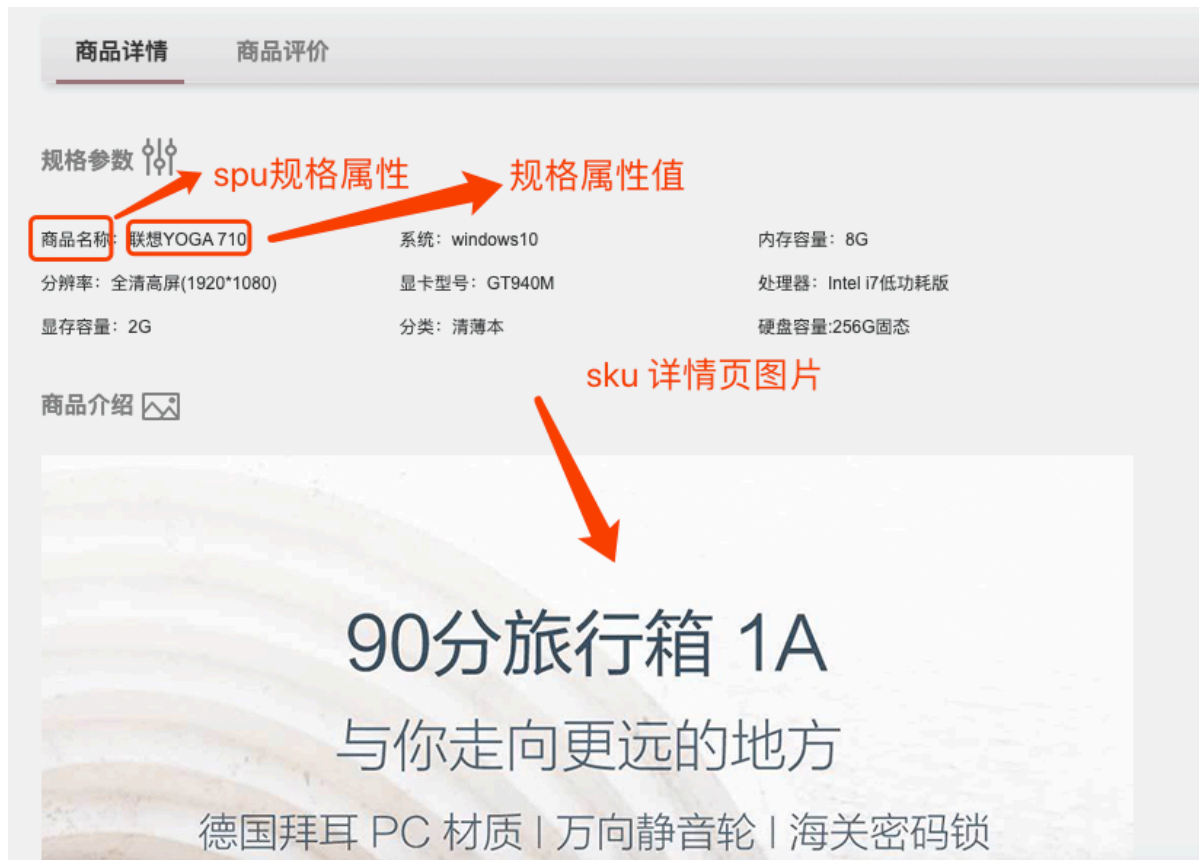 商品详情 商品评价
规格参数
spu规格属性 规格属性值
商品名称：联想YOGA 710 系统：windows10 内存容量：8G
分辨率：全清高屏(1920*1080) 显卡型号：GT940M 处理器：Intel i7低功耗版
显存容量：2G 分类：清薄本 硬盘容量:256G固态
sku 详情页图片
商品介绍
90分旅行箱 1A
与你走向更远的地方
德国拜耳 PC 材质 | 万向静音轮 | 海关密码锁